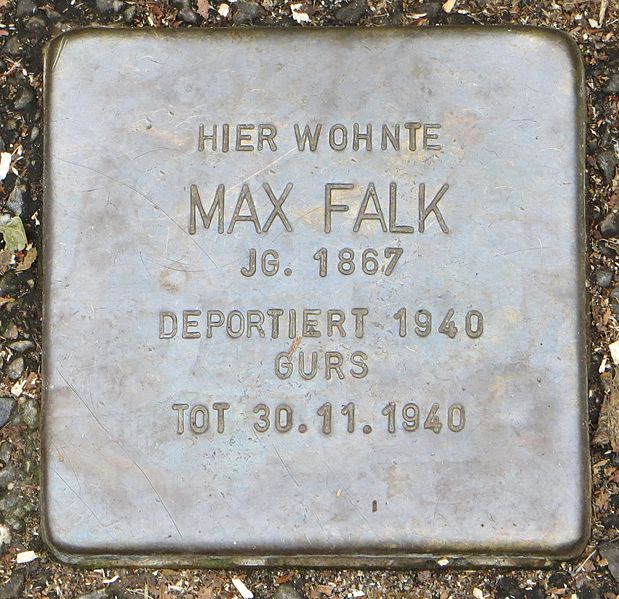 HIER WOHNTE
MAX FALK
JG. 1867
DEPORTIERT 1940
GURS
TOT 30.11.1940